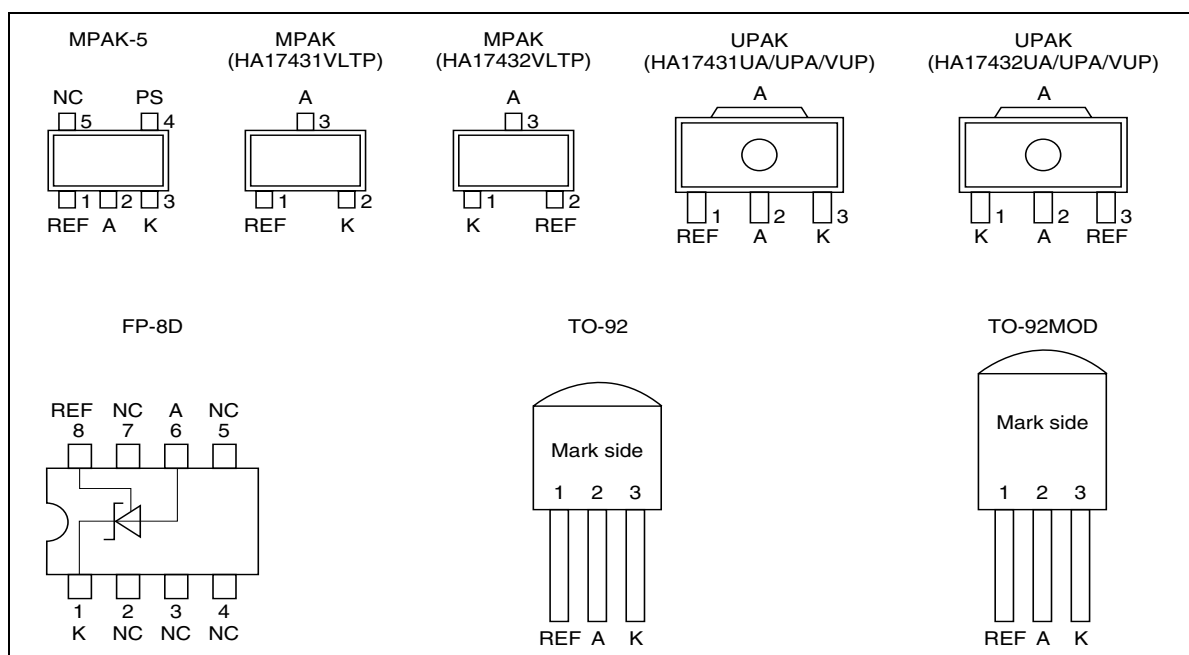 MPAK-5
MPAK
(HA17431VLTP)
MPAK
(HA17432VLTP)
UPAK
(HA17431UA/UPA/VUP)
UPAK
(HA17432UA/UPA/VUP)
NC PS
5 4
1 2 3
REF A K
A
3
1 2
REF K
A
3
1 2
K REF
A
1 2 3
REF A K
A
1 2 3
K A REF
FP-8D
REF NC A NC
8 7 6 5
1 2 3 4
K NC NC NC
TO-92
Mark side
1 2 3
REF A K
TO-92MOD
Mark side
1 2 3
REF A K